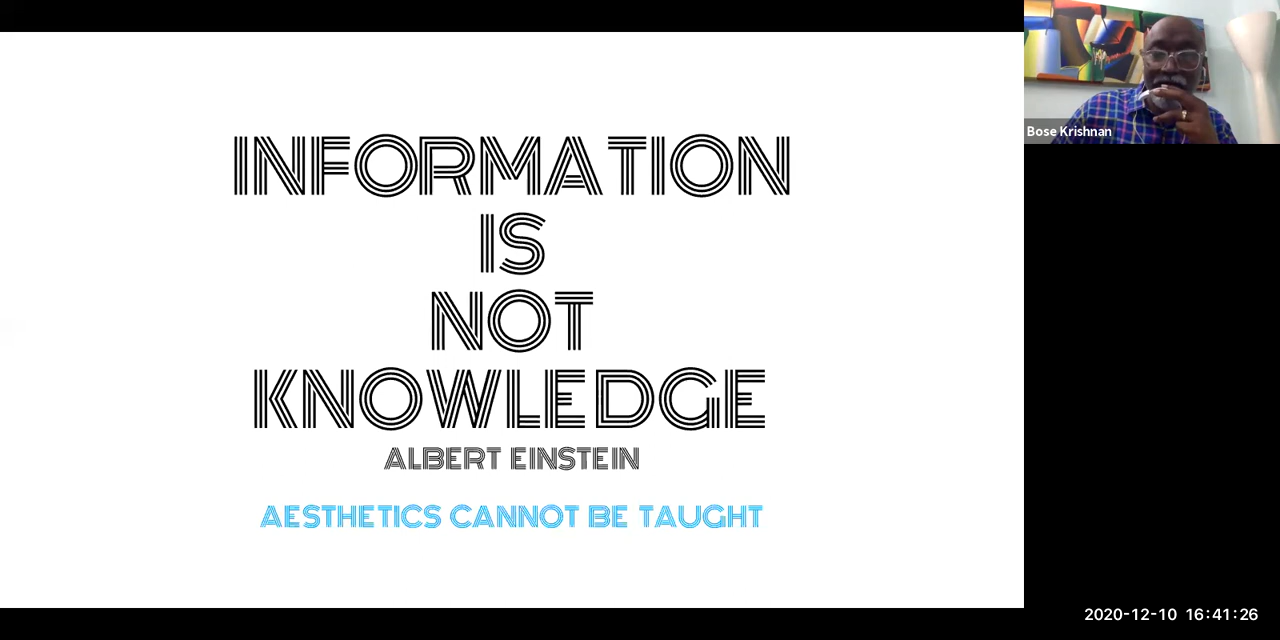 INFORMATION
IS
NOT
KNOWLEDGE
ALBERT EINSTEIN
AESTHETICS CANNOT BE TAUGHT
Bose Krishnan
2020-12-10 16:41:26